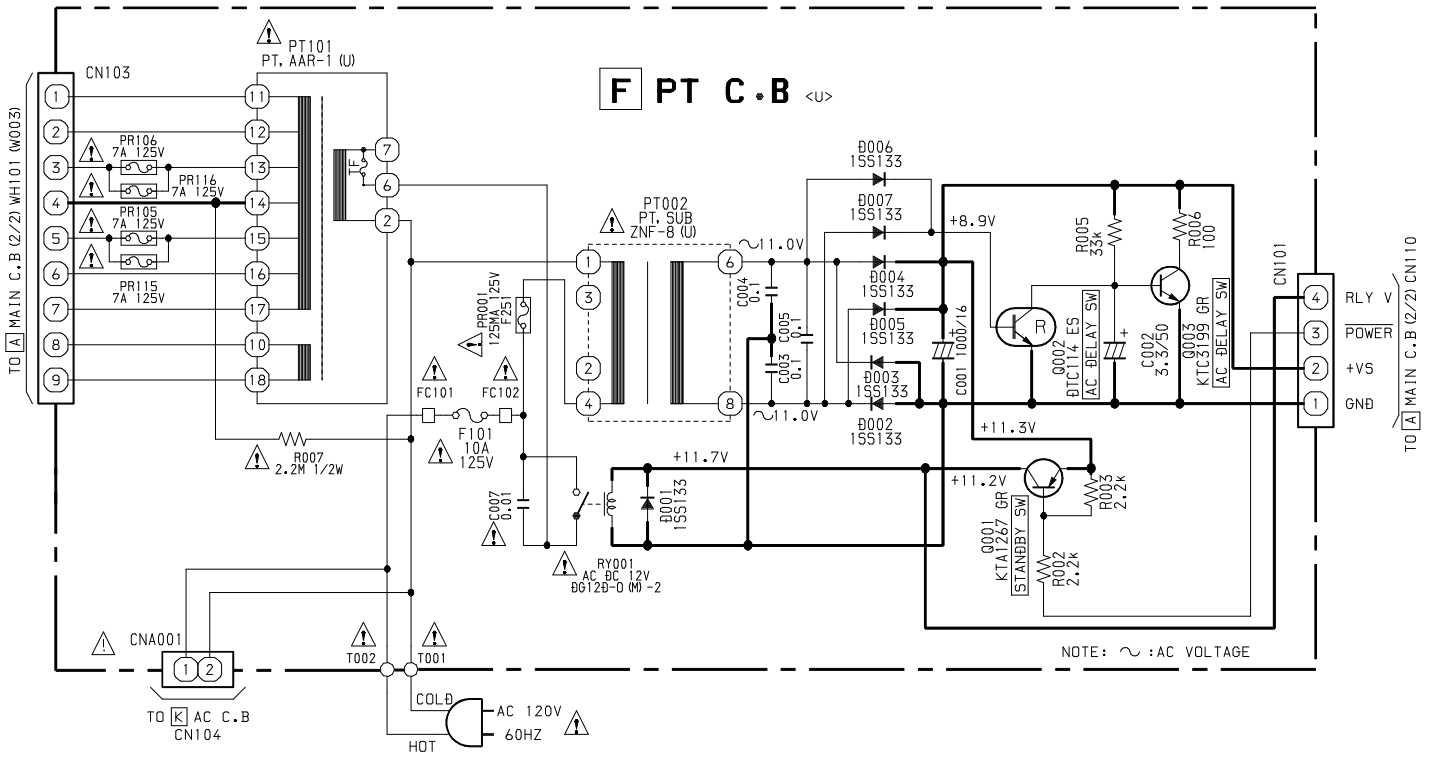 PT101
PT, AAR-1 (U)
CN103
F PT C.B <U>
TO A MAIN C.B (2/2) WH101 (W003)
1
2
3
4
5
6
7
8
9
PR106
7A 125V
PR116
7A 125V
PR105
7A 125V
PR115
7A 125V
11
12
13
14
15
16
17
10
18
TF
7
6
2
R007
2.2M 1/2W
PT002
PT, SUB
ZNF-8 (U)
1
3
2
4
6
8
PR001
125MA 125V
F251
FC101
FC102
F101
10A
125V
C007
0.01
RY001
AC DC 12V
DG12D-O (M) -2
D001
1SS133
~11.0V
~11.0V
C004
0.1
C005
0.1
C003
0.1
D006
1SS133
D007
1SS133
D004
1SS133
D005
1SS133
D003
1SS133
D002
1SS133
+8.9V
+
C001 1000/16
R
Q002
DTC114 ES
AC DELAY SW
R005
33k
R006
100
+
C002
3.3/50
Q003
KTC3199 GR
AC DELAY SW
+11.3V
+11.7V
+11.2V
Q001
KTA1267 GR
STANDBY SW
R003
2.2k
R002
2.2k
CN101
4 RLY V
3 POWER
2 +VS
1 GND
TO A MAIN C.B (2/2) CN110
NOTE: ~ :AC VOLTAGE
CNA001
1 2
TO K AC C.B
CN104
T002
T001
COLD
HOT
AC 120V
60HZ